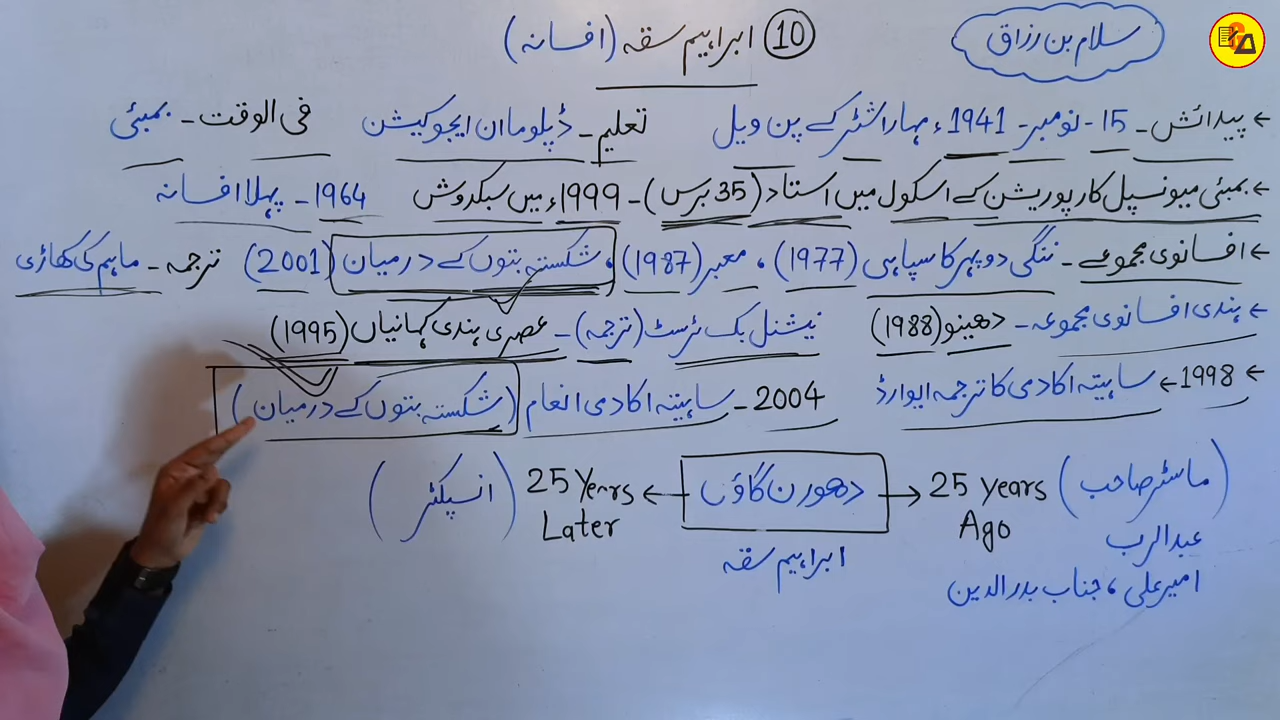 ⑩ ابراہیم سقہ (افسانہ)
سلام بن رزاق
← پیدائش ـ 15 - نومبر - 1941ء مہاراشٹر کے پن ویل تعلیم ـ ڈپلوما ان ایجوکیشن فی الوقت ـ بمبئی
← بمبئی میونسپل کارپوریشن کے اسکول میں استاد (35 برس) ـ 1999ء میں سبکدوش 1964 ـ پہلا افسانہ
← افسانوی مجموعے ـ ننگی دوپہر کا سپاہی (1977) ، معبر (1987) ، شکستہ بتوں کے درمیان (2001) ترجمہ ـ ماہم کی کھاڑی
← ہندی افسانوی مجموعہ ـ دھینو (1988) نیشنل بک ٹرسٹ (ترجمہ) ـ عصری ہندی کہانیاں (1995)
← 1998 ← ساہتیہ اکادمی کا ترجمہ ایوارڈ 2004 ـ ساہتیہ اکادمی انعام (شکستہ بتوں کے درمیان)
(ماسٹر صاحب) 25 years Ago → دھورن گاؤں ← 25 Years Later (انسپکٹر)
عبدالرب
ابراہیم سقہ
امیر علی ، جناب بدرالدین